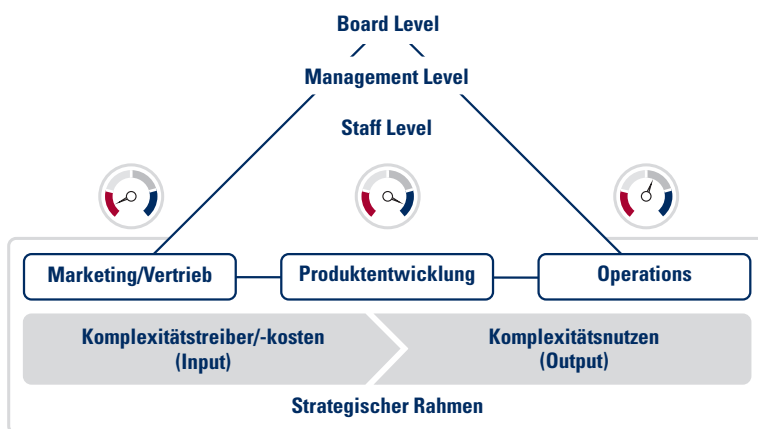 Board Level
Management Level
Staff Level
Marketing/Vertrieb
Produktentwicklung
Operations
Komplexitätstreiber/-kosten
(Input)
Komplexitätsnutzen
(Output)
Strategischer Rahmen